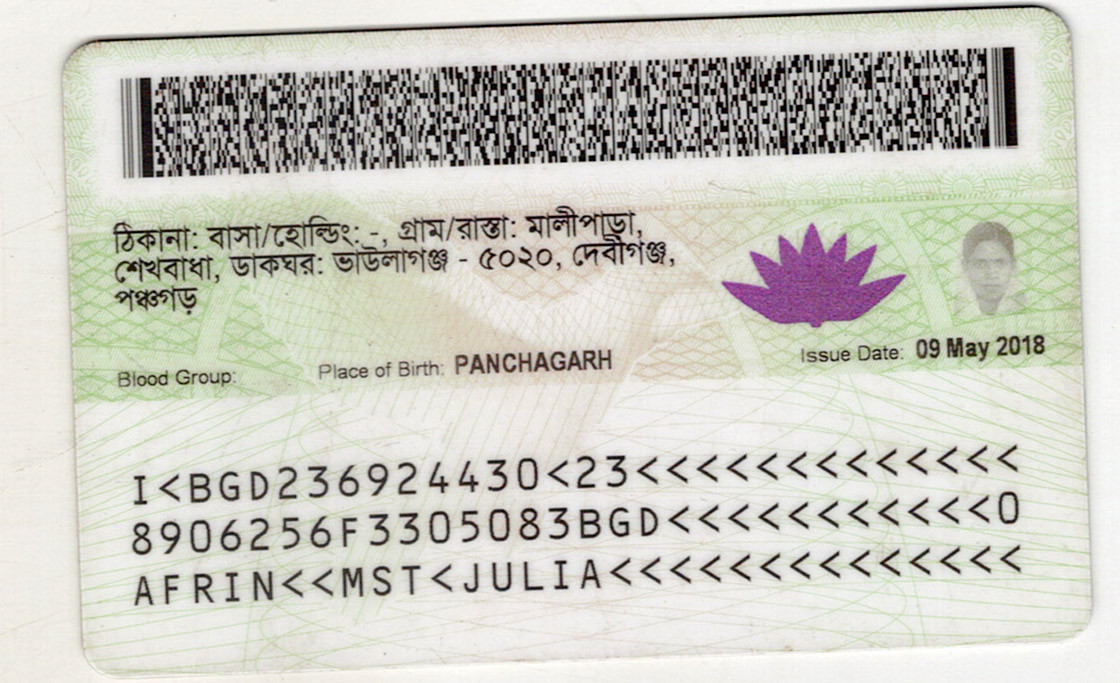 ঠিকানা: বাসা/হোল্ডিং: -, গ্রাম/রাস্তা: মালীপাড়া,
শেখবাধা, ডাকঘর: ভাউলাগঞ্জ - ৫০২০, দেবীগঞ্জ,
পঞ্চগড়
Blood Group:
Place of Birth: PANCHAGARH
Issue Date: 09 May 2018
I<BGD236924430<23<<<<<<<<<<<<<
8906256F3305083BGD<<<<<<<<<<<0
AFRIN<<MST<JULIA<<<<<<<<<<<<<<